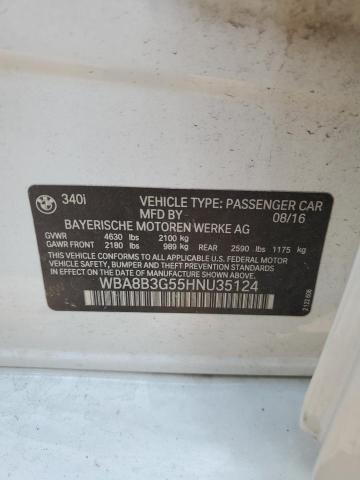 340i VEHICLE TYPE: PASSENGER CAR
MFD BY 08/16
BAYERISCHE MOTOREN WERKE AG
GVWR 4630 lbs 2100 kg
GAWR FRONT 2180 lbs 989 kg REAR 2590 lbs 1175 kg
THIS VEHICLE CONFORMS TO ALL APPLICABLE U.S. FEDERAL MOTOR
VEHICLE SAFETY, BUMPER, AND THEFT PREVENTION STANDARDS
IN EFFECT ON THE DATE OF MANUFACTURE SHOWN ABOVE.
WBA8B3G55HNU35124